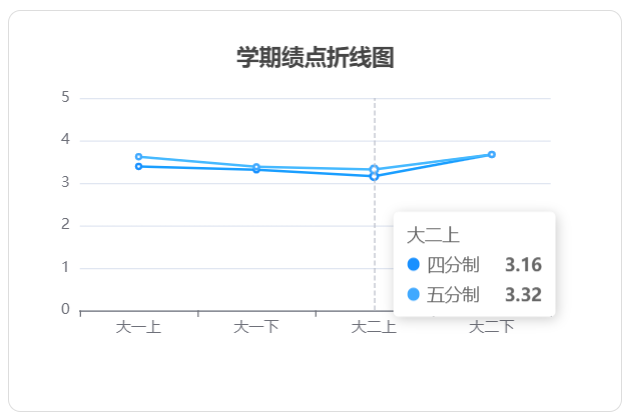 学期绩点折线图
5
4
3
2
1
0
大一上
大一下
大二上
大二下
大二上
四分制 3.16
五分制 3.32